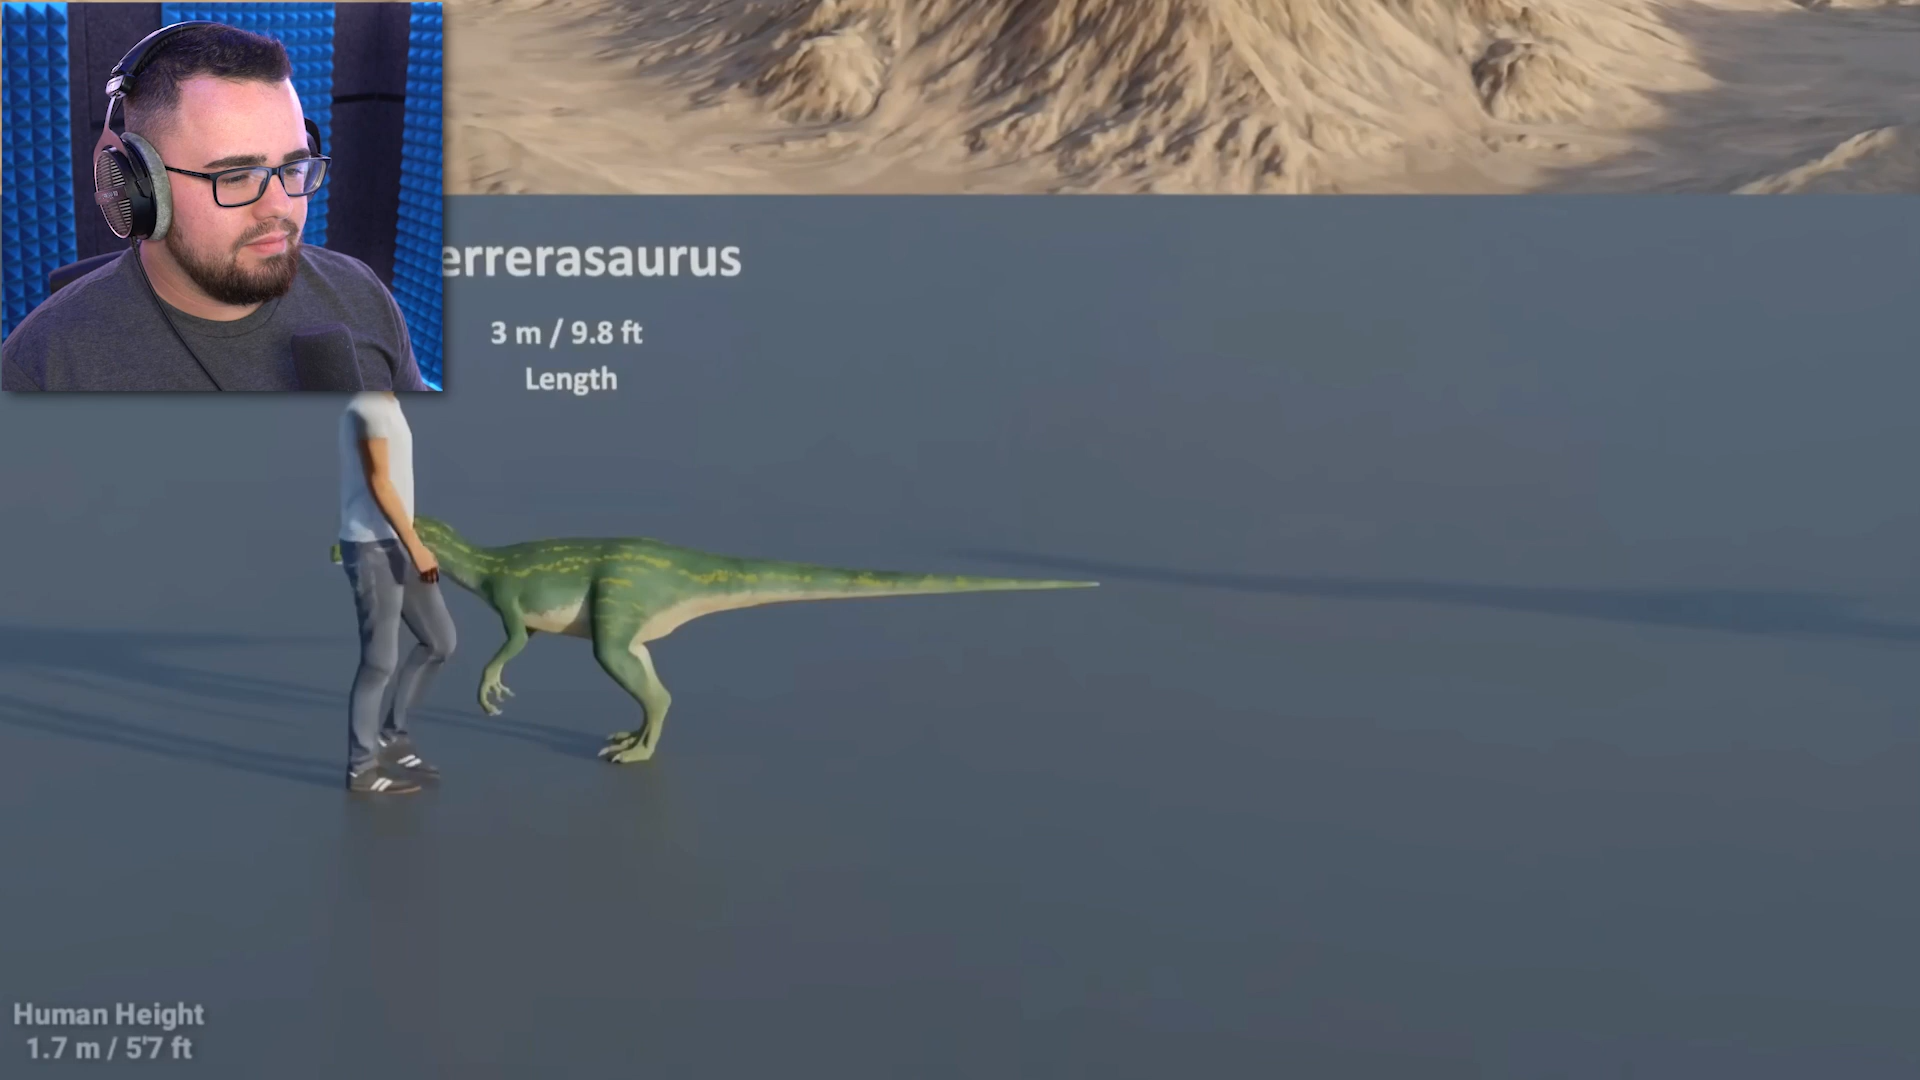 errerasaurus
3 m / 9.8 ft
Length
Human Height
1.7 m / 5'7 ft